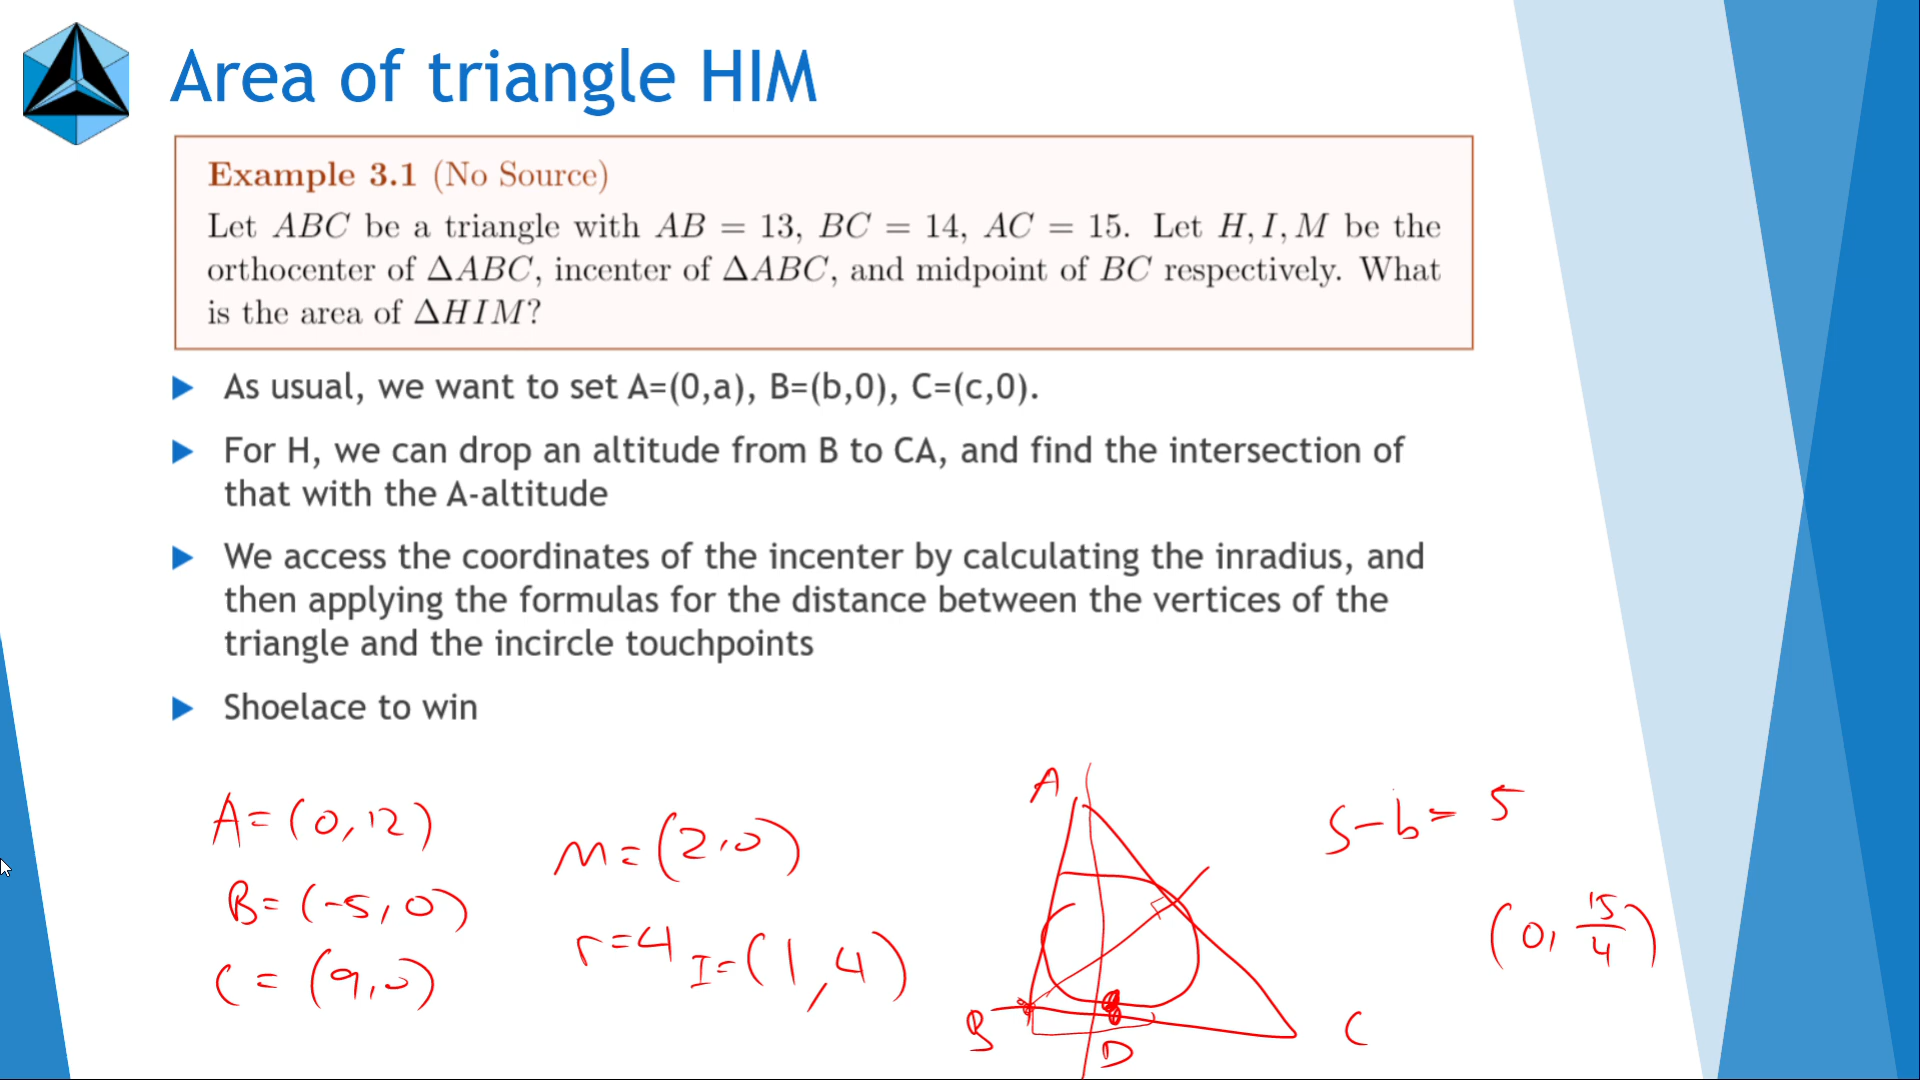 Area of triangle HIM
Example 3.1 (No Source)
Let ABC be a triangle with AB = 13, BC = 14, AC = 15. Let H, I, M be the
orthocenter of ΔABC, incenter of ΔABC, and midpoint of BC respectively. What
is the area of ΔHIM?
As usual, we want to set A=(0,a), B=(b,0), C=(c,0).
For H, we can drop an altitude from B to CA, and find the intersection of
that with the A-altitude
We access the coordinates of the incenter by calculating the inradius, and
then applying the formulas for the distance between the vertices of the
triangle and the incircle touchpoints
Shoelace to win
A=(0,12)
B=(-5,0)
C=(9,0)
M=(2,0)
r=4 I=(1,4)
A
B
D
C
S-b=5
(0, 15/4)